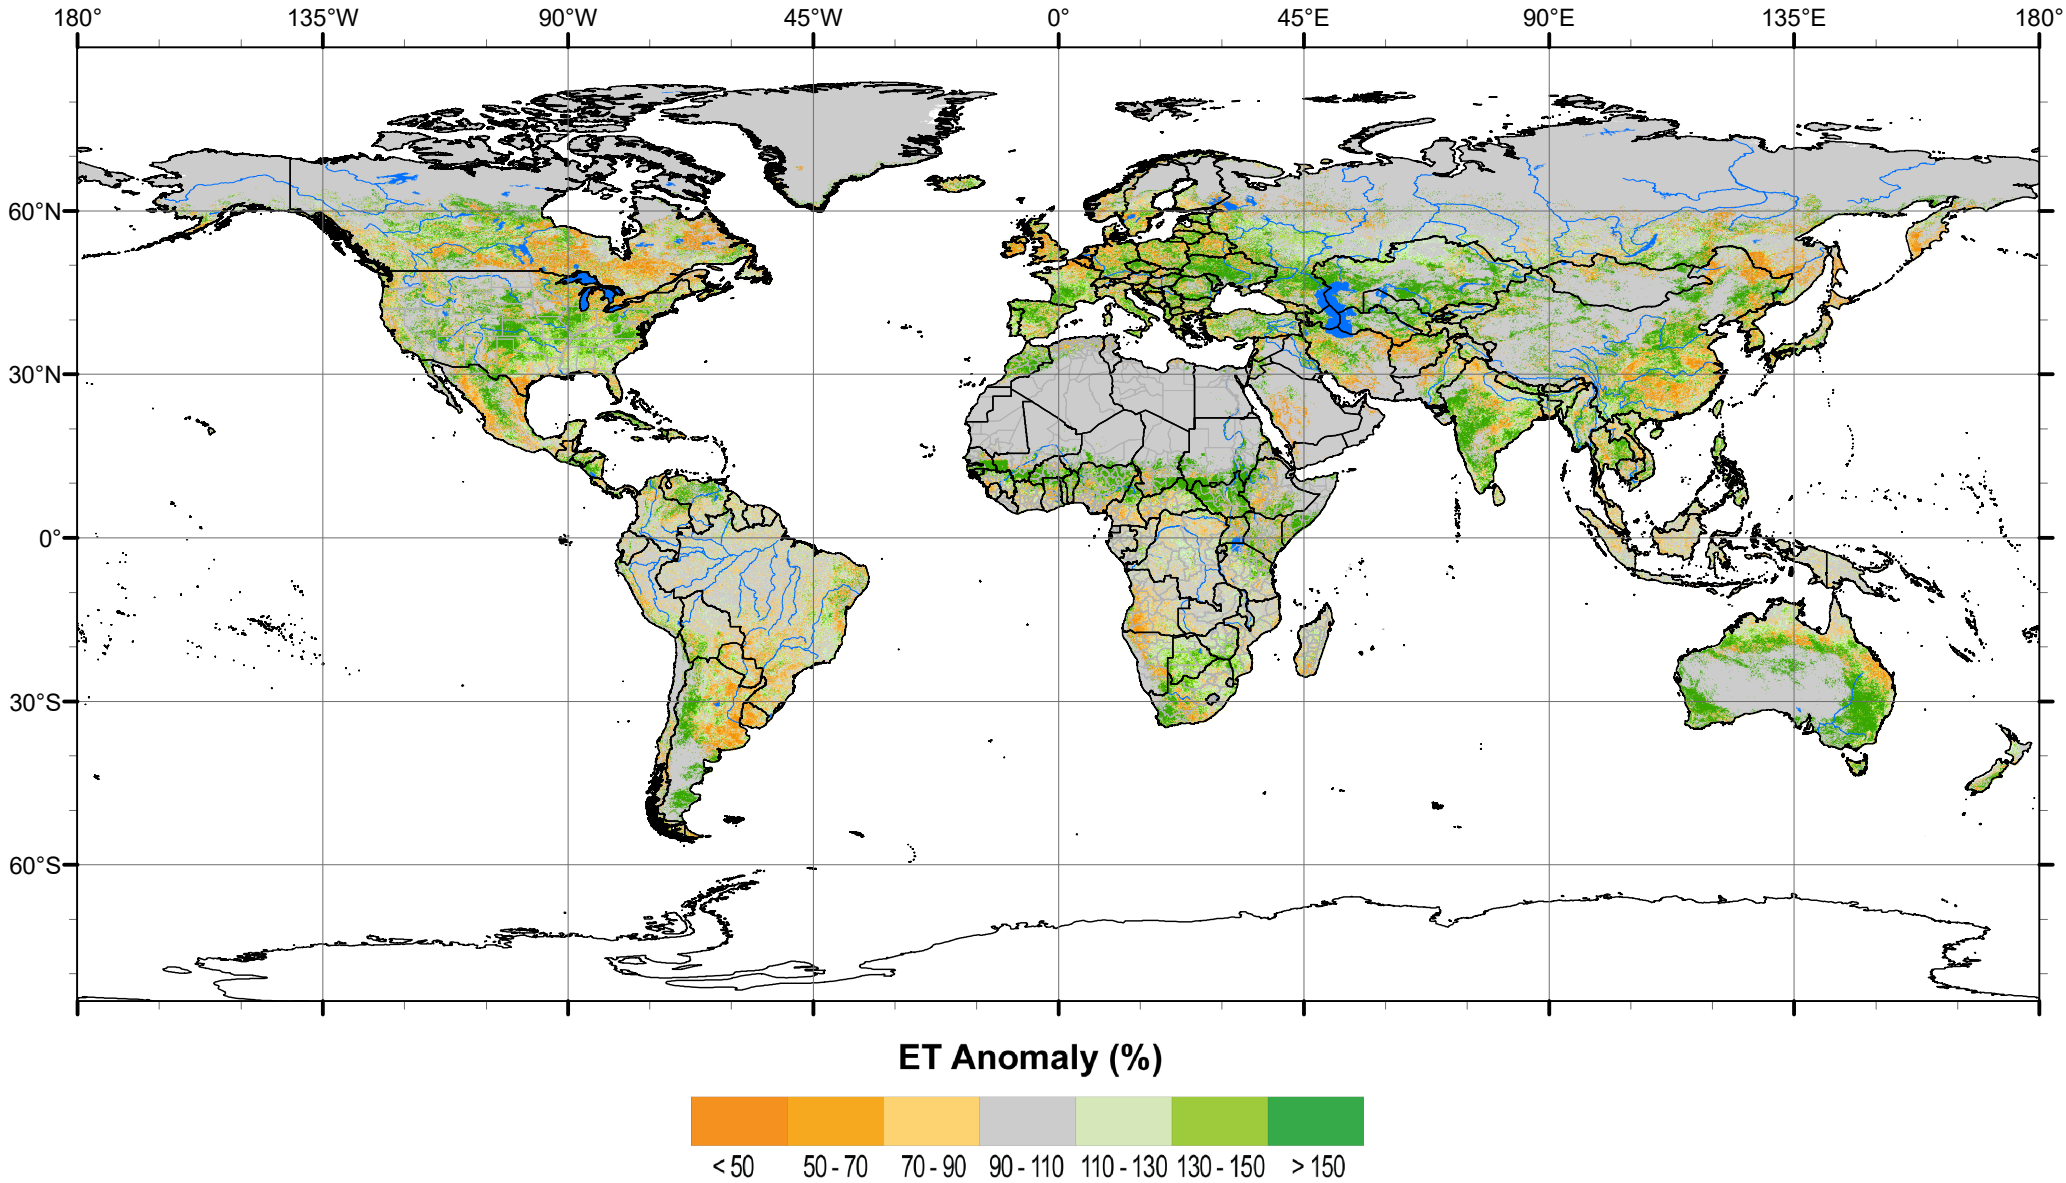 180° 135°W 90°W 45°W 0° 45°E 90°E 135°E 180°
60°N
30°N
0°
30°S
60°S
ET Anomaly (%)
< 50 50 - 70 70 - 90 90 - 110 110 - 130 130 - 150 > 150